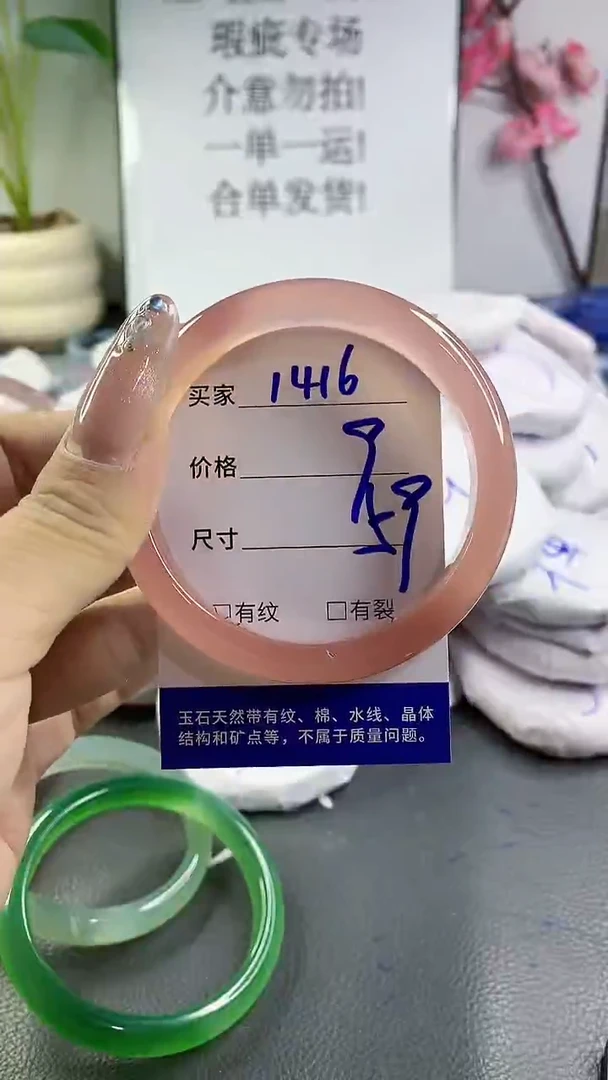 瑕疵专场
介意勿拍!
一单一运!
合单发货!
买家 1416
价格
尺寸
□有纹 □有裂
玉石天然带有纹、棉、水线、晶体
结构和矿点等，不属于质量问题。